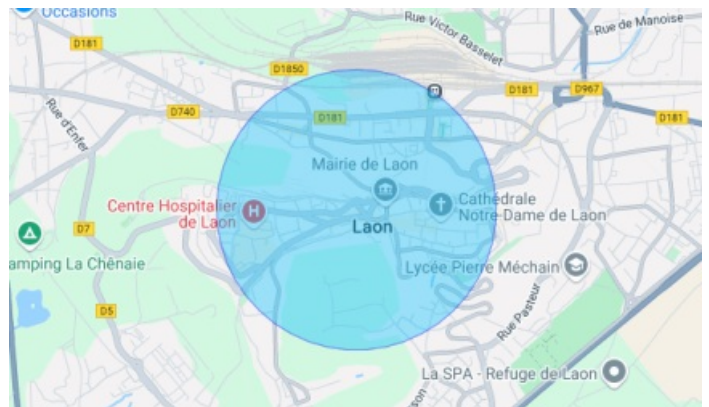 Occasions
D181
Rue Victor Basselet
Rue de Manoise
D1850
D740
D181
D181
D967
D181
Rue d'Enfer
Mairie de Laon
Centre Hospitalier
de Laon
H
Cathédrale
Notre-Dame de Laon
D7
Laon
amping La Chênaie
Lycée Pierre Méchain
D5
Rue Pasteur
La SPA - Refuge de Laon
son